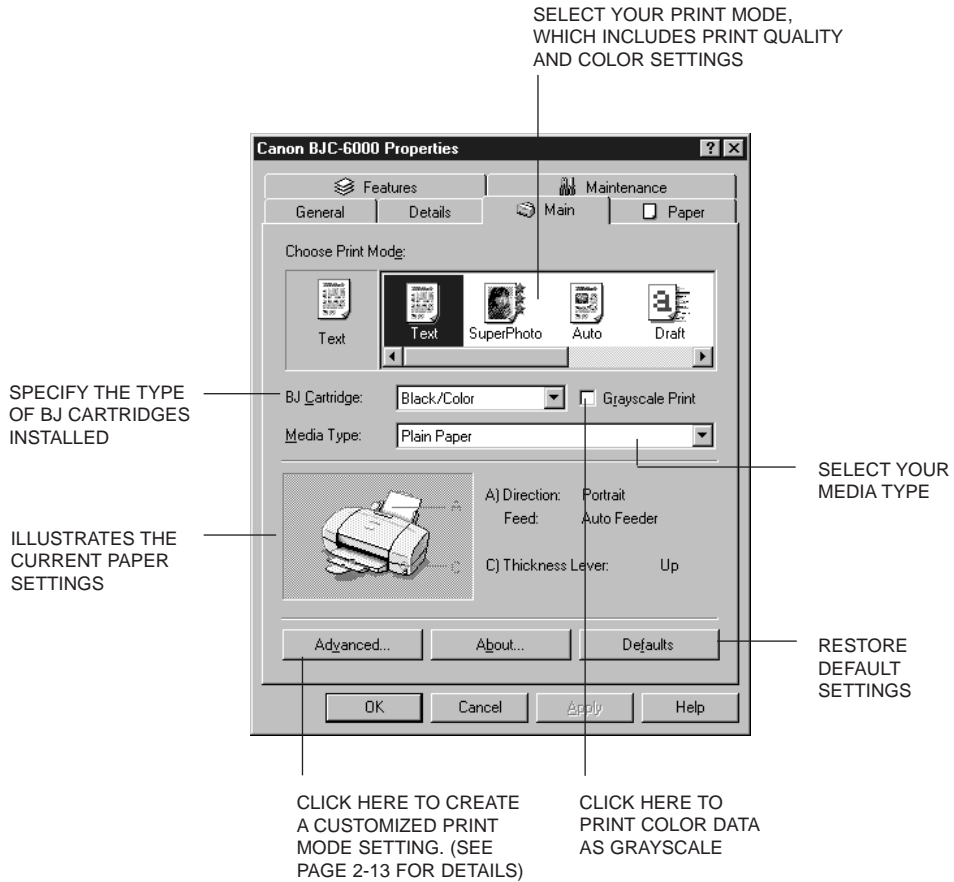 SELECT YOUR PRINT MODE,
WHICH INCLUDES PRINT QUALITY
AND COLOR SETTINGS
Canon BJC-6000 Properties
Features
Maintenance
General
Details
Main
Paper
Choose Print Mode:
Text
Text
SuperPhoto
Auto
Draft
SPECIFY THE TYPE
OF BJ CARTRIDGES
INSTALLED
BJ Cartridge:
Black/Color
Grayscale Print
Media Type:
Plain Paper
SELECT YOUR
MEDIA TYPE
ILLUSTRATES THE
CURRENT PAPER
SETTINGS
A
C
A) Direction: Portrait
Feed: Auto Feeder
C) Thickness Lever: Up
Advanced...
About...
Defaults
RESTORE
DEFAULT
SETTINGS
OK
Cancel
Apply
Help
CLICK HERE TO CREATE
A CUSTOMIZED PRINT
MODE SETTING. (SEE
PAGE 2-13 FOR DETAILS)
CLICK HERE TO
PRINT COLOR DATA
AS GRAYSCALE